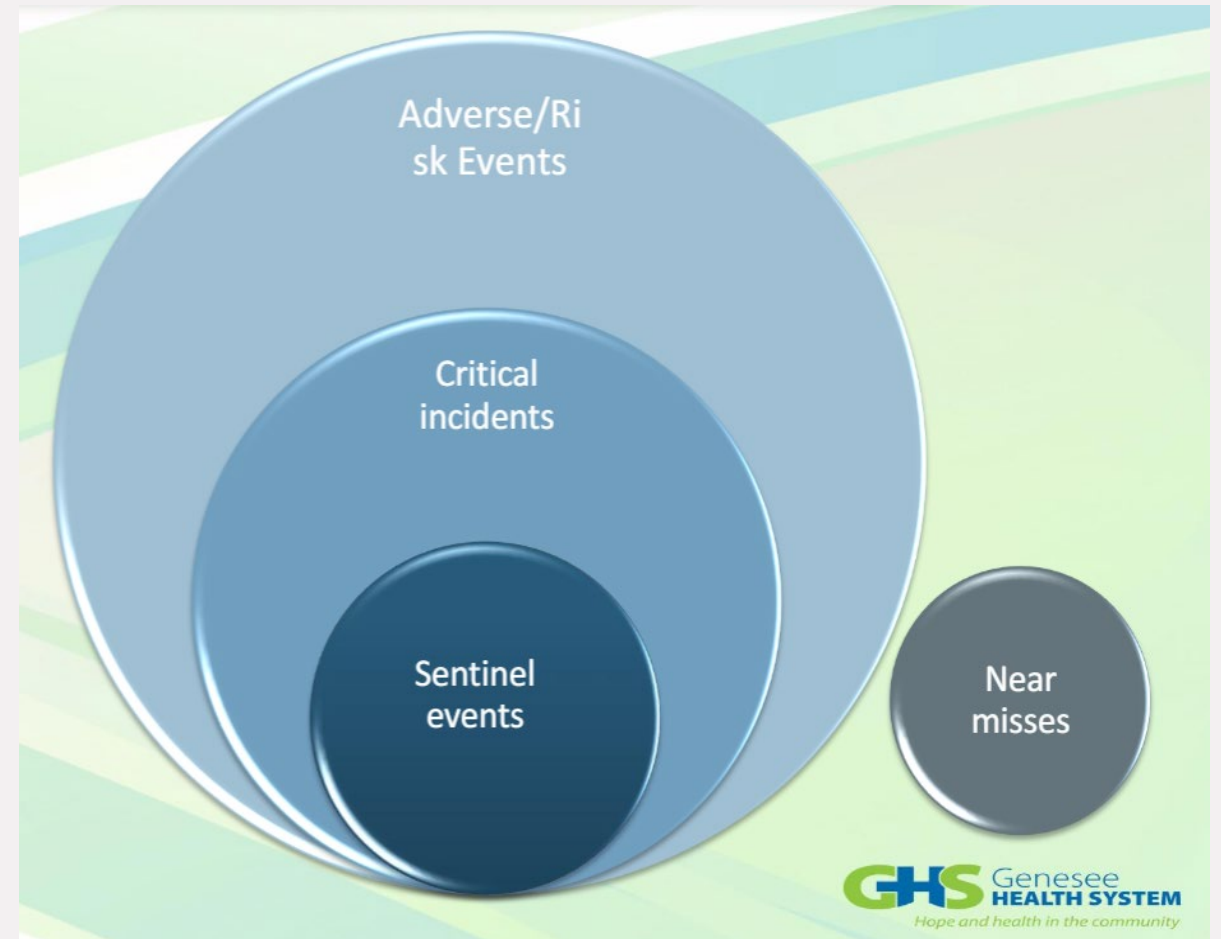 Adverse/Ri
sk Events
Critical
incidents
Sentinel
events
Near
misses
GHS Genesee
HEALTH SYSTEM
Hope and health in the community